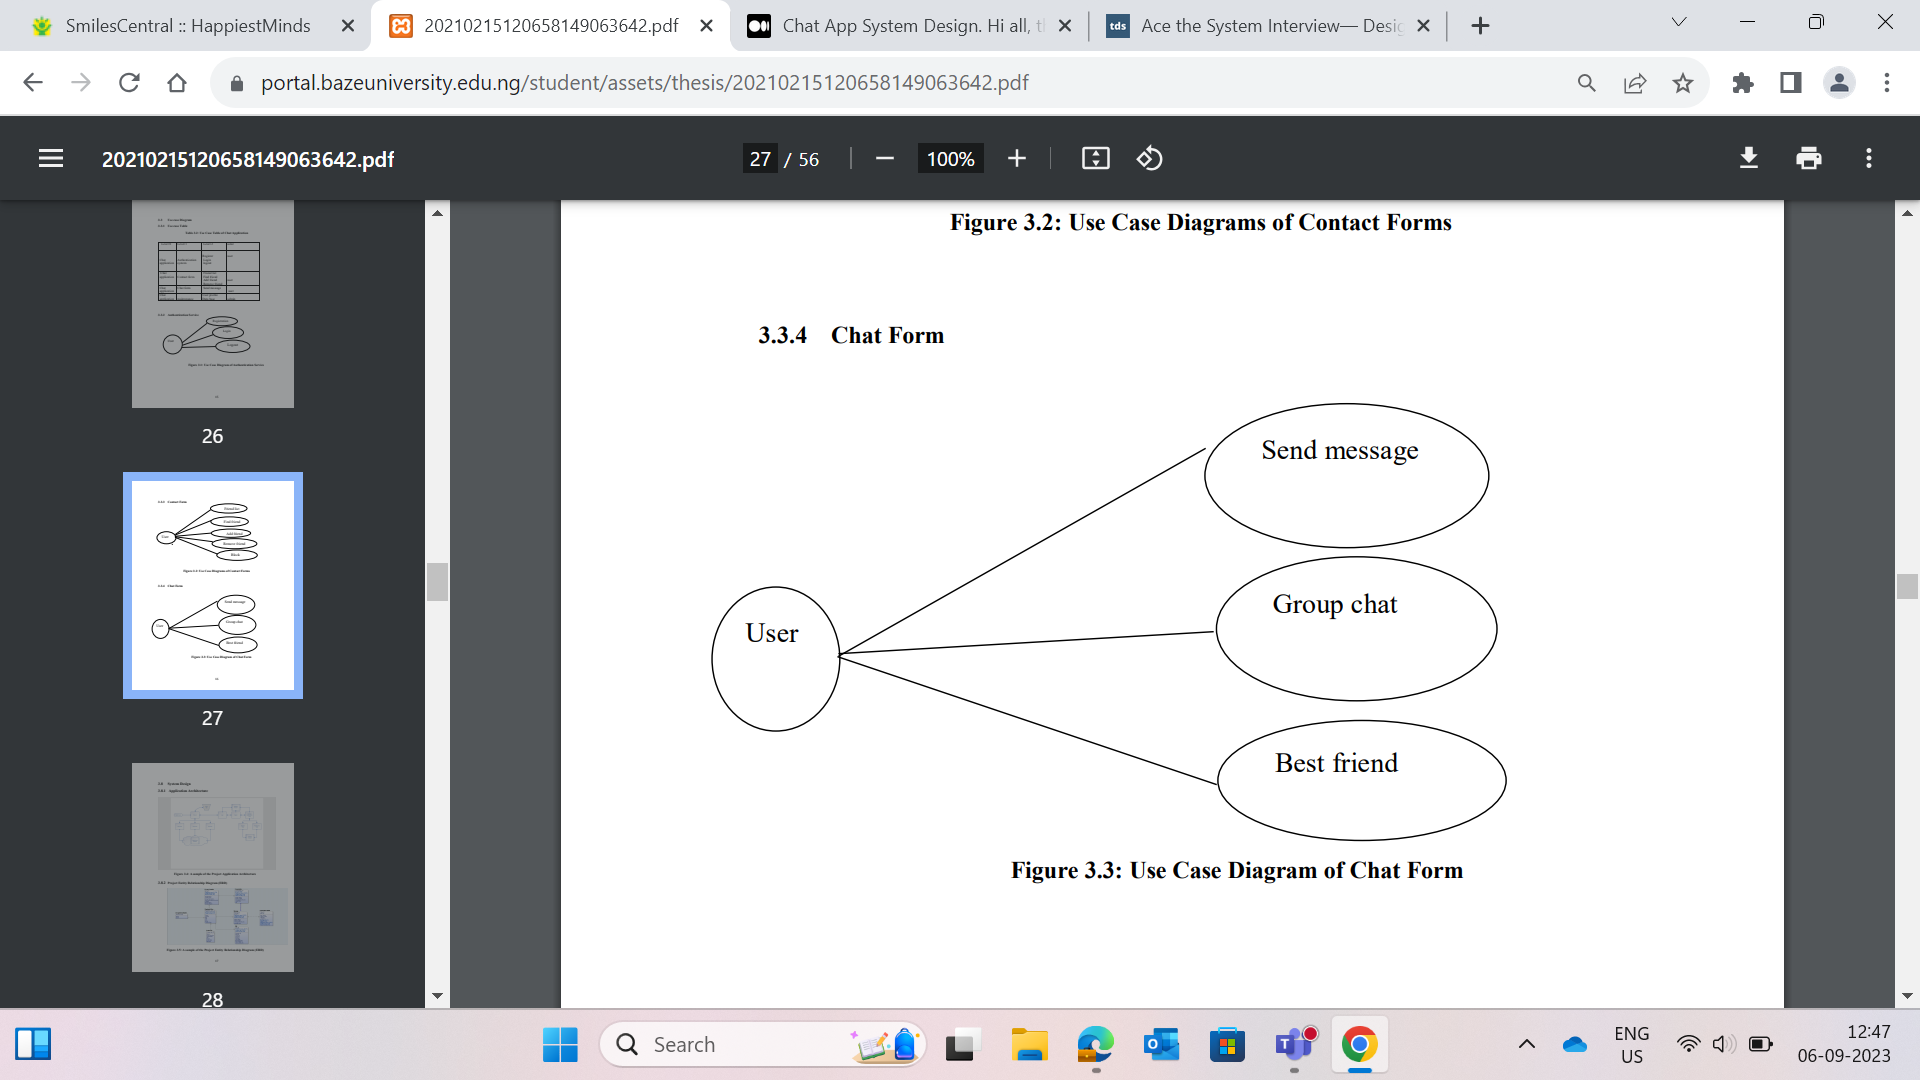 SmilesCentral :: HappiestMinds
20210215120658149063642.pdf
Chat App System Design. Hi all, t
tds
Ace the System Interview— Desig
portal.bazeuniversity.edu.ng/student/assets/thesis/20210215120658149063642.pdf
20210215120658149063642.pdf
27 / 56
100%
26
27
28
Figure 3.2: Use Case Diagrams of Contact Forms
3.3.4 Chat Form
Send message
Group chat
User
Best friend
Figure 3.3: Use Case Diagram of Chat Form
Search
ENG
US
12:47
06-09-2023